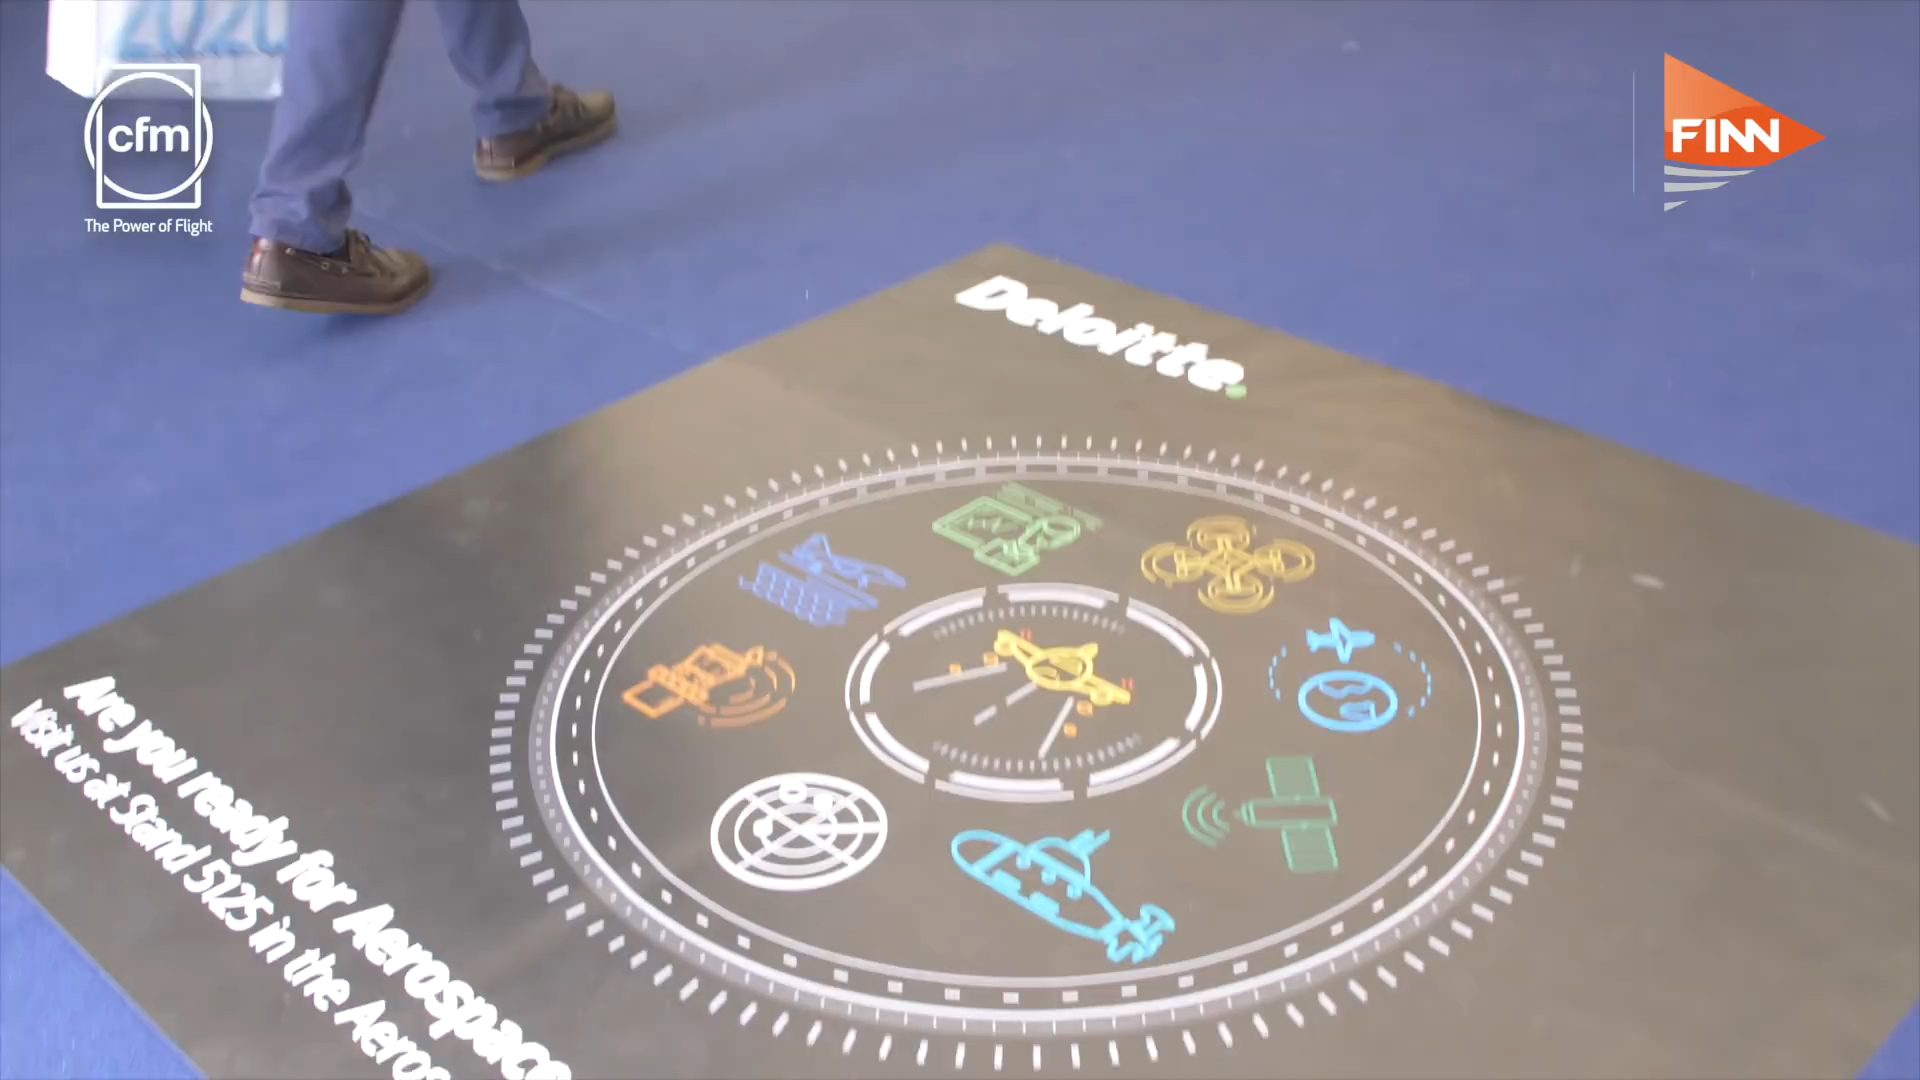 2020
cfm
The Power of Flight
FINN
Deloitte.
Are you ready for Aerospace
Visit us at Stand 5125 in the